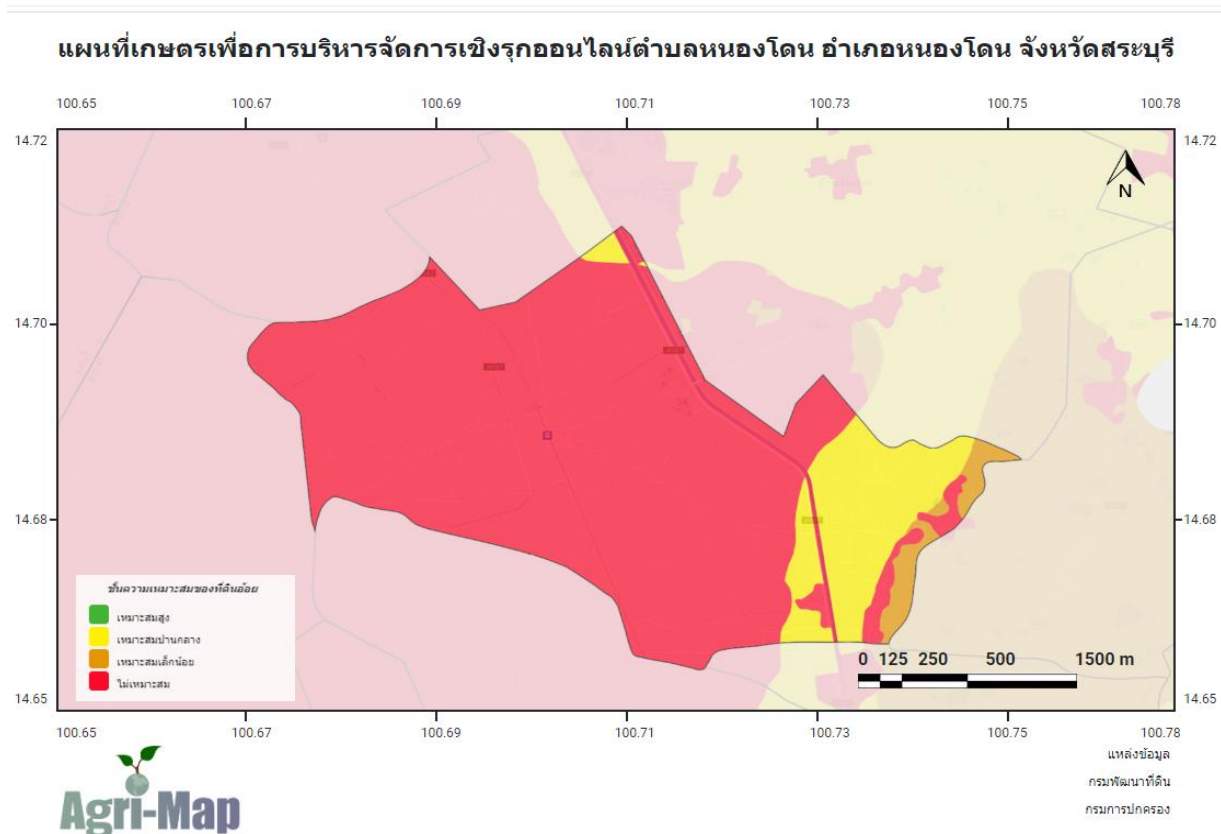 แผนที่เกษตรเพื่อการบริหารจัดการเชิงรุกออนไลน์ตำบลหนองโดน อำเภอหนองโดน จังหวัดสระบุรี
100.65 100.67 100.69 100.71 100.73 100.75 100.78
14.72 14.72
N
14.70 14.70
14.68 14.68
ชั้นความเหมาะสมของที่ดินอ้อย
เหมาะสมสูง
เหมาะสมปานกลาง
เหมาะสมเล็กน้อย
ไม่เหมาะสม
0 125 250 500 1500 m
14.65 14.65
100.65 100.67 100.69 100.71 100.73 100.75 100.78
แหล่งข้อมูล
กรมพัฒนาที่ดิน
กรมการปกครอง
Agri-Map